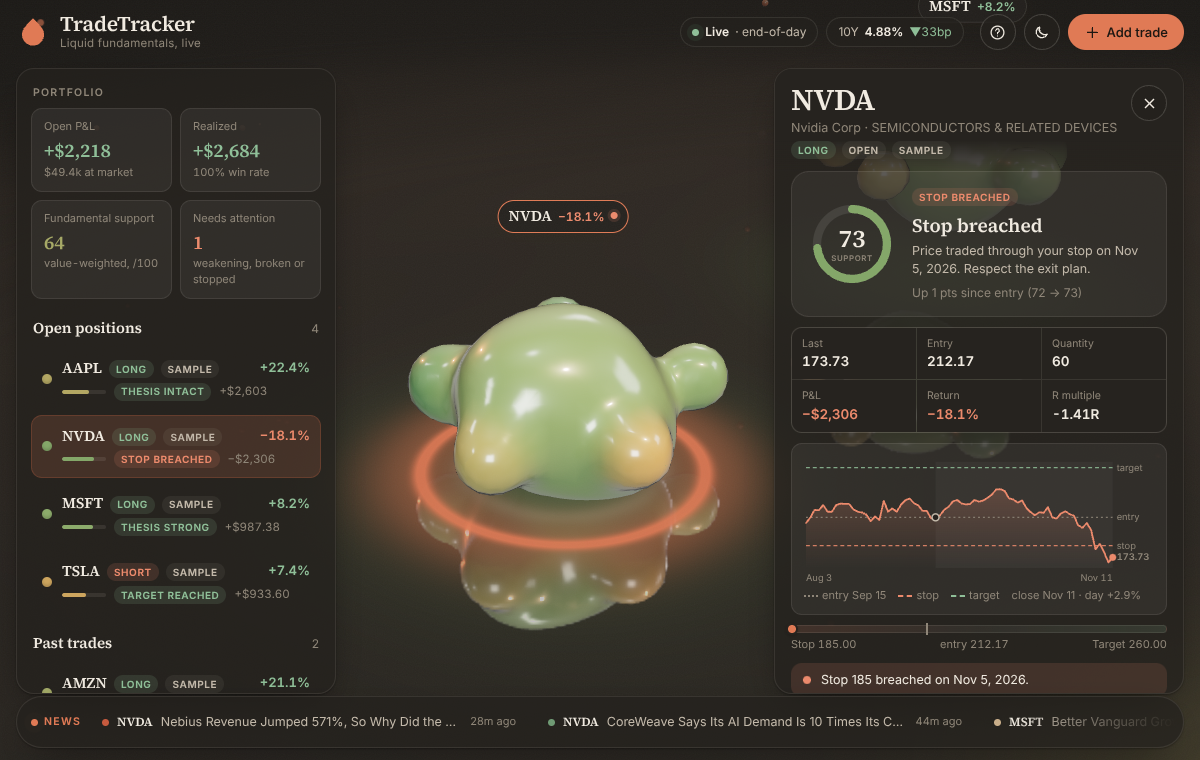 TradeTracker
Liquid fundamentals, live
MSFT +8.2%
Live · end-of-day
10Y 4.88% ▼33bp
+ Add trade
PORTFOLIO
Open P&L
+$2,218
$49.4k at market
Realized
+$2,684
100% win rate
Fundamental support
64
value-weighted, /100
Needs attention
1
weakening, broken or
stopped
Open positions 4
AAPL LONG SAMPLE +22.4%
THESIS INTACT +$2,603
NVDA LONG SAMPLE −18.1%
STOP BREACHED −$2,306
MSFT LONG SAMPLE +8.2%
THESIS STRONG +$987.38
TSLA SHORT SAMPLE +7.4%
TARGET REACHED +$933.60
Past trades 2
AMZN LONG SAMPLE +21.1%
NVDA −18.1%
NVDA
Nvidia Corp · SEMICONDUCTORS & RELATED DEVICES
LONG OPEN SAMPLE
73
SUPPORT
STOP BREACHED
Stop breached
Price traded through your stop on Nov
5, 2026. Respect the exit plan.
Up 1 pts since entry (72 → 73)
Last
173.73
Entry
212.17
Quantity
60
P&L
−$2,306
Return
−18.1%
R multiple
-1.41R
target
entry
stop
173.73
Aug 3 Nov 11
entry Sep 15 stop target close Nov 11 · day +2.9%
Stop 185.00 entry 212.17 Target 260.00
Stop 185 breached on Nov 5, 2026.
NEWS NVDA Nebius Revenue Jumped 571%, So Why Did the ... 28m ago NVDA CoreWeave Says Its AI Demand Is 10 Times Its C... 44m ago MSFT Better Vanguard